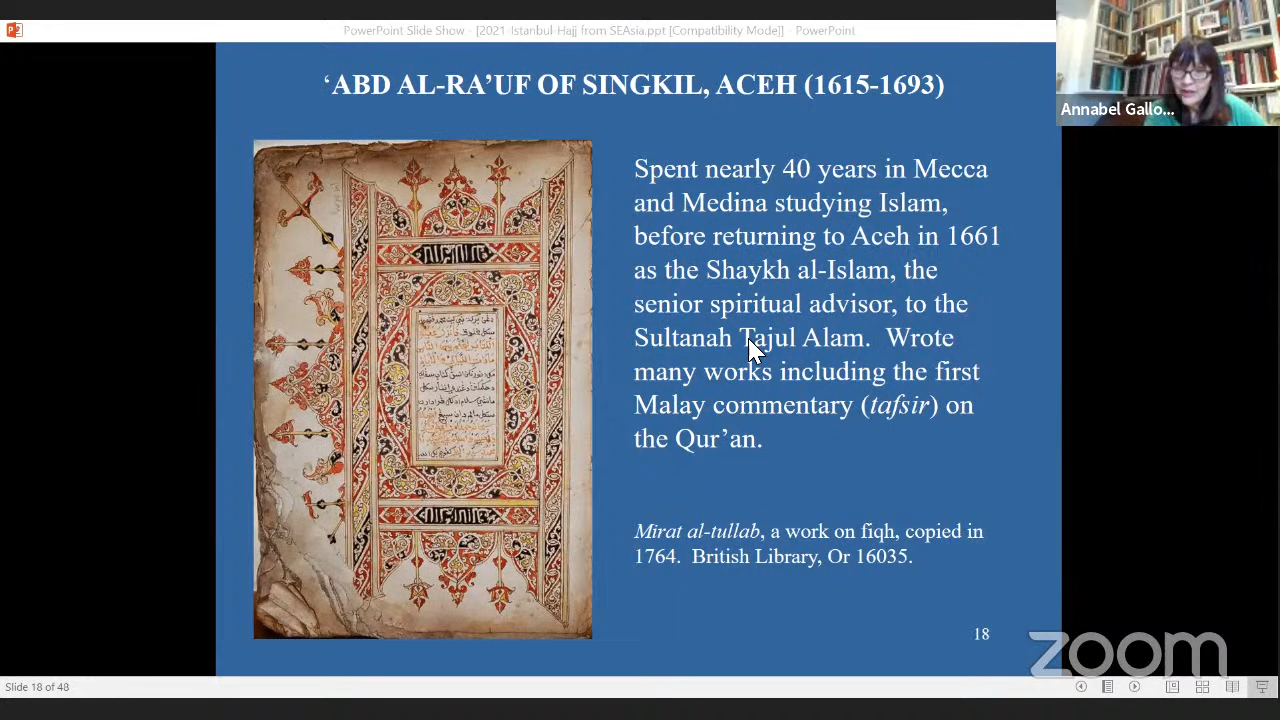 PowerPoint Slide Show - [2021-Istanbul-Hajj from SEAsia.ppt [Compatibility Mode]] - PowerPoint
Annabel Gallo...
‘ABD AL-RA’UF OF SINGKIL, ACEH (1615-1693)
Spent nearly 40 years in Mecca
and Medina studying Islam,
before returning to Aceh in 1661
as the Shaykh al-Islam, the
senior spiritual advisor, to the
Sultanah Tajul Alam.  Wrote
many works including the first
Malay commentary (tafsir) on
the Qur’an.
Mirat al-tullab, a work on fiqh, copied in
1764.  British Library, Or 16035.
18
zoom
Slide 18 of 48